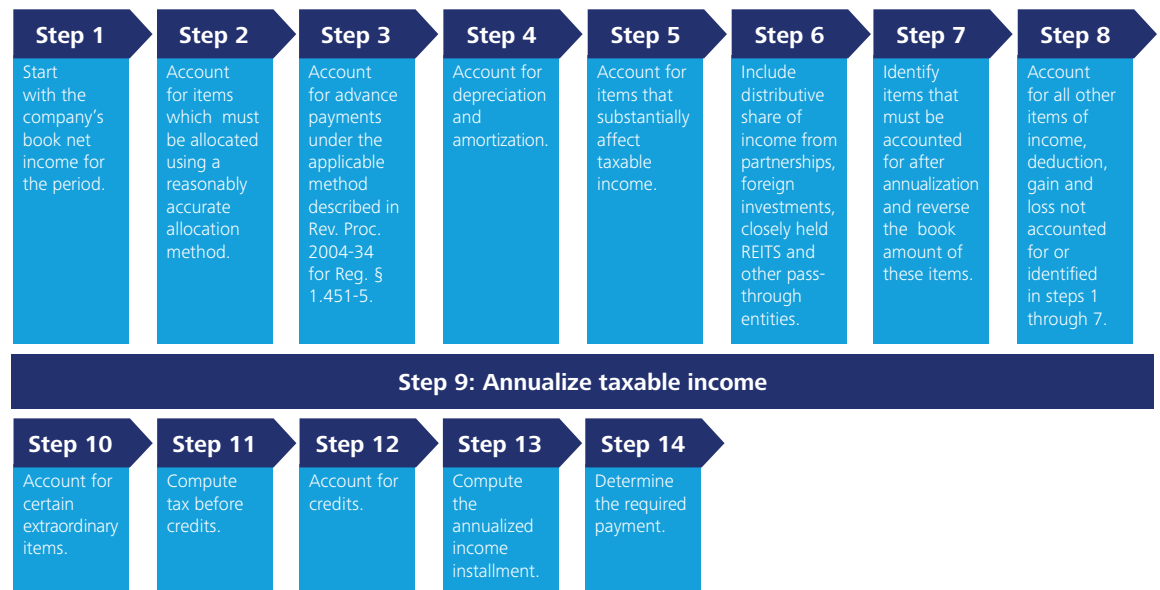 Step 1
Start
with the
company's
book net
income for
the period.
Step 2
Account
for items
which must
be allocated
using a
reasonably
accurate
allocation
method.
Step 3
Account
for advance
payments
under the
applicable
method
described in
Rev. Proc.
2004-34
for Reg. §
1.451-5.
Step 4
Account for
depreciation
and
amortization.
Step 5
Account for
items that
substantially
affect
taxable
income.
Step 6
Include
distributive
share of
income from
partnerships,
foreign
investments,
closely held
REITS and
other pass-
through
entities.
Step 7
Identify
items that
must be
accounted
for after
annualization
and reverse
the book
amount of
these items.
Step 8
Account
for all other
items of
income,
deduction,
gain and
loss not
accounted
for or
identified
in steps 1
through 7.
Step 9: Annualize taxable income
Step 10
Account for
certain
extraordinary
items.
Step 11
Compute
tax before
credits.
Step 12
Account for
credits.
Step 13
Compute
the
annualized
income
installment.
Step 14
Determine
the required
payment.